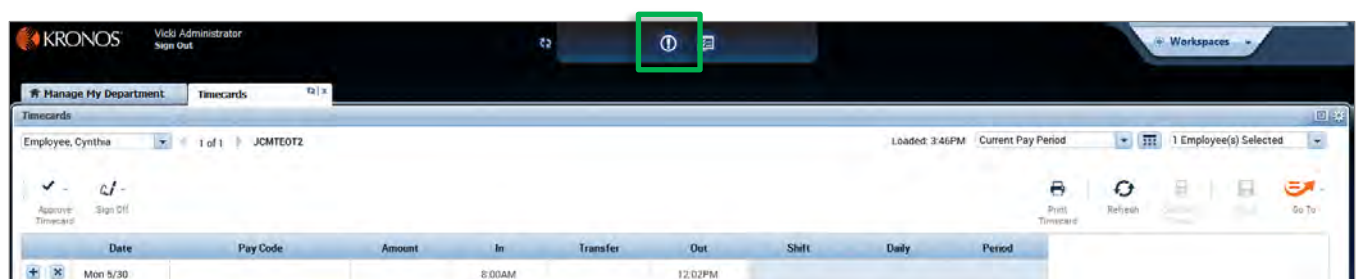 KRONOS
Vicki Administrator
Sign Out
Workspaces
Manage My Department
Timecards
Timecards
Employee, Cynthia
1 of 1
JCMTEOT2
Loaded: 3:46PM
Current Pay Period
1 Employee(s) Selected
Approve Timecard
Sign Off
Print Timecard
Refresh
Go To
Date Pay Code Amount In Transfer Out Shift Daily Period
Mon 5/30 8:00AM 12:02PM